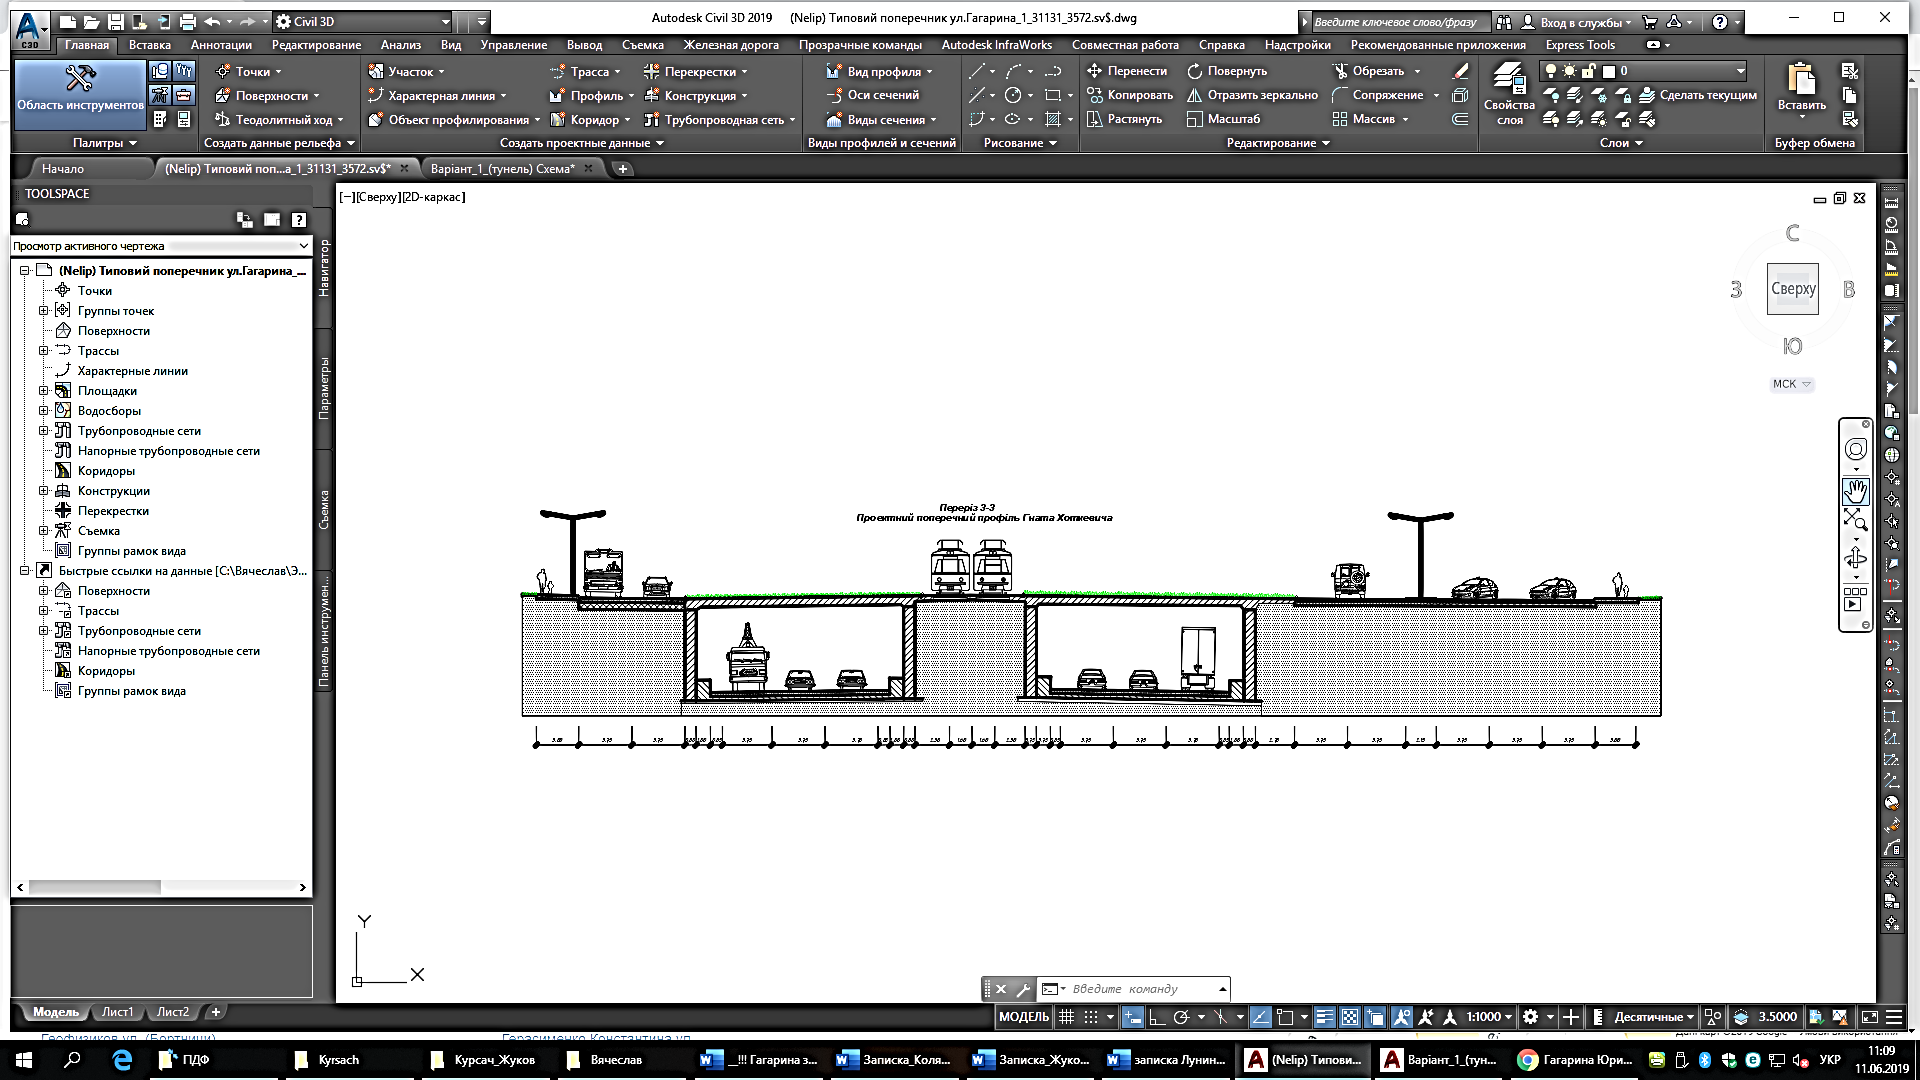 Civil 3D
Autodesk Civil 3D 2019 (Nelip) Типовий поперечник ул.Гагарина_1_31131_3572.sv$.dwg
Введите ключевое слово/фразу
Вход в службы
C3D
Главная Вставка Аннотации Редактирование Анализ Вид Управление Вывод Съемка Железная дорога Прозрачные команды Autodesk InfraWorks Совместная работа Справка Надстройки Рекомендованные приложения Express Tools
Область инструментов
Точки
Поверхности
Теодолитный ход
Участок
Характерная линия
Объект профилирования
Трасса
Профиль
Коридор
Перекрестки
Конструкция
Трубопроводная сеть
Вид профиля
Оси сечений
Виды сечения
Перенести
Копировать
Растянуть
Повернуть
Отразить зеркально
Масштаб
Обрезать
Сопряжение
Массив
Свойства
слоя
0
Сделать текущим
Вставить
Палитры Создать данные рельефа Создать проектные данные Виды профилей и сечений Рисование Редактирование Слои Буфер обмена
Начало (Nelip) Типовий поп...а_1_31131_3572.sv$* Варіант_1_(тунель) Схема*
TOOLSPACE
Просмотр активного чертежа
(Nelip) Типовий поперечник ул.Гагарина_...
Точки
Группы точек
Поверхности
Трассы
Характерные линии
Площадки
Водосборы
Трубопроводные сети
Напорные трубопроводные сети
Коридоры
Конструкции
Перекрестки
Съемка
Группы рамок вида
Быстрые ссылки на данные [C:\Вячеслав\Э...
Поверхности
Трассы
Трубопроводные сети
Напорные трубопроводные сети
Коридоры
Группы рамок вида
Навигатор
Параметры
Съемка
Панель инструмен...
[−][Сверху][2D-каркас]
С
З Сверху В
Ю
МСК
Переріз 3-3
Проектний поперечний профіль Гната Хоткевича
Y
X
Введите команду
Модель Лист1 Лист2
МОДЕЛЬ 1:1000 Десятичные 3.5000
Геофизиков ул. (Бортничи) Герасименко Константина ул.
ПДФ Kyrsach Курсач_Жуков Вячеслав _!!! Гагарина з... Записка_Коля... Записка_Жуко... записка Лунин... (Nelip) Типови... Варіант_1_(тун... Гагарина Юри... УКР
11:09
11.06.2019